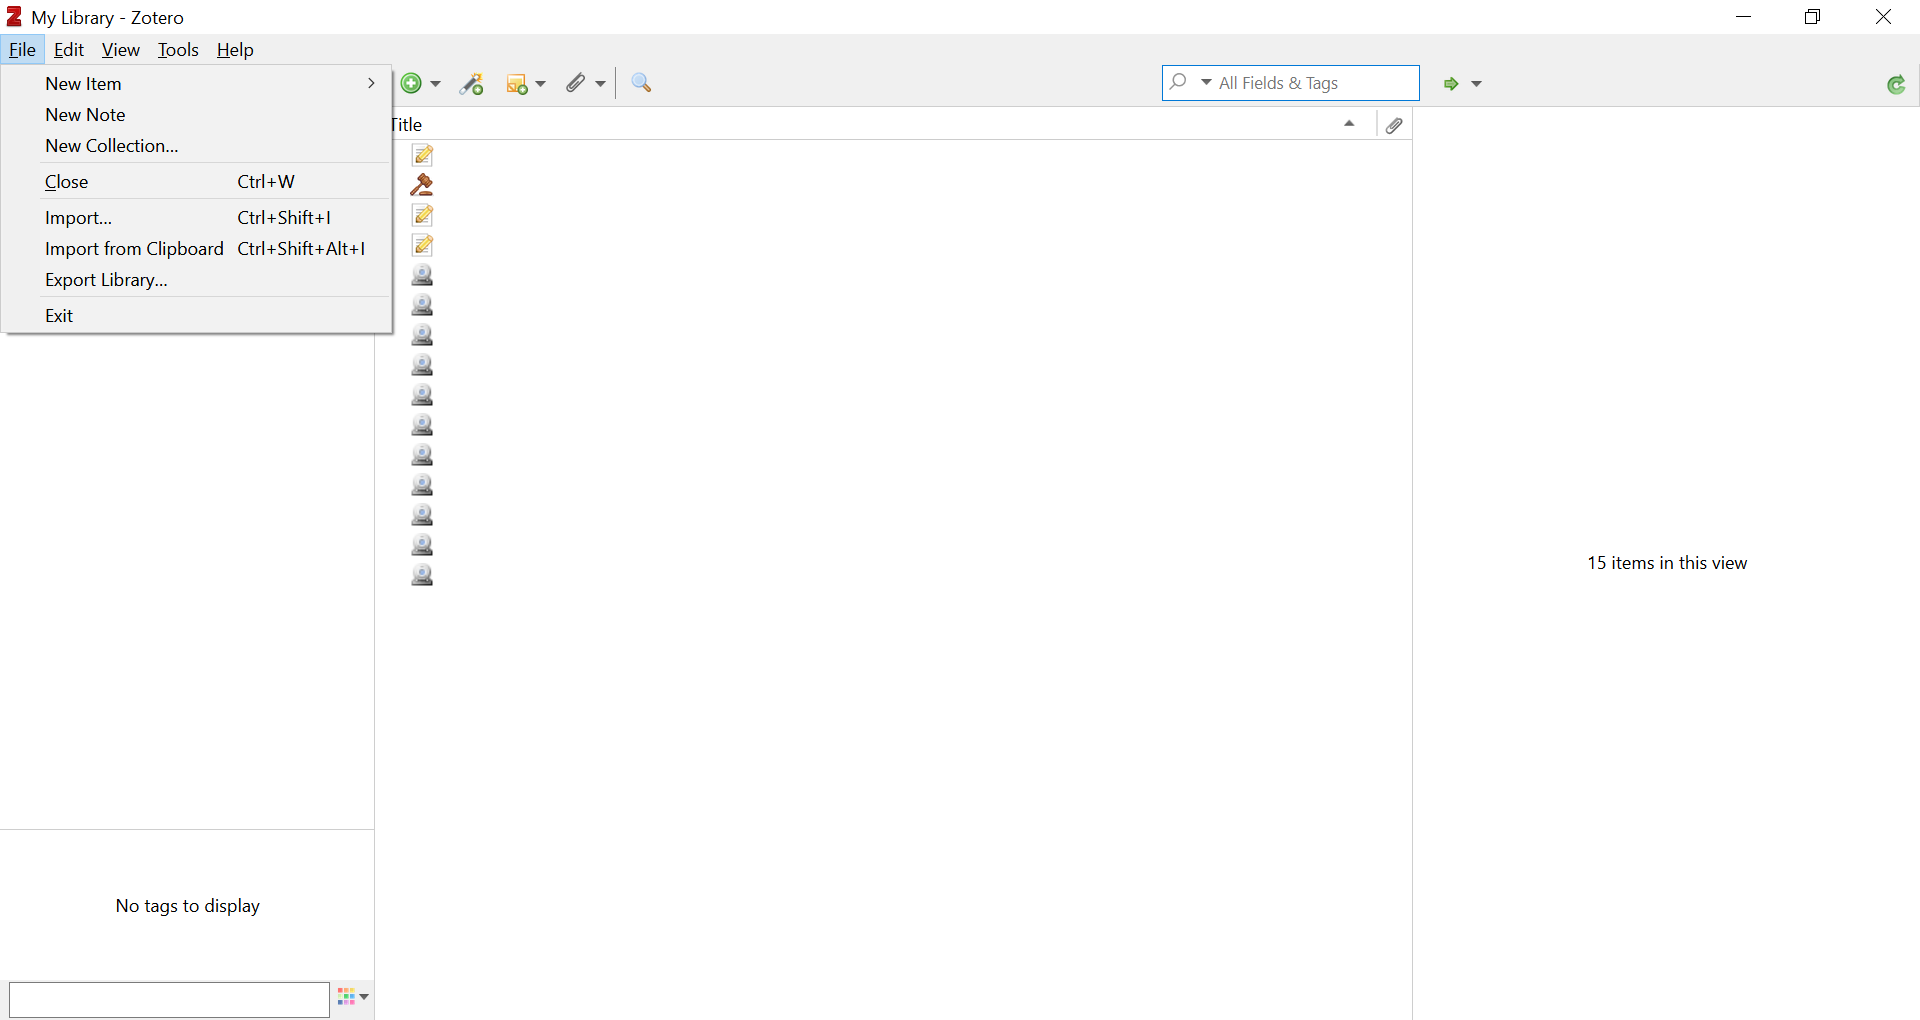 My Library - Zotero
File Edit View Tools Help
New Item
New Note
New Collection...
Close Ctrl+W
Import... Ctrl+Shift+I
Import from Clipboard Ctrl+Shift+Alt+I
Export Library...
Exit
All Fields & Tags
Title
15 items in this view
No tags to display